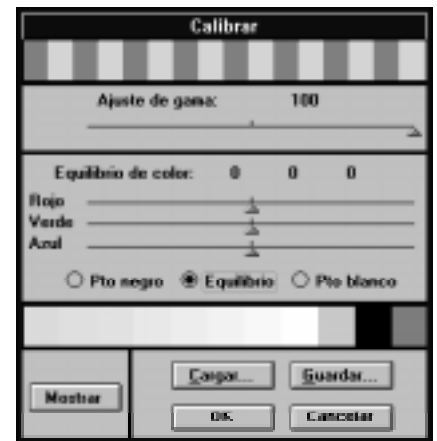 Calibrar
Ajuste de gama: 100
Equilibrio de color: 0 0 0
Rojo
Verde
Azul
Pto negro Equilibrio Pto blanco
Mostrar
Cargar... Guardar...
OK Cancelar